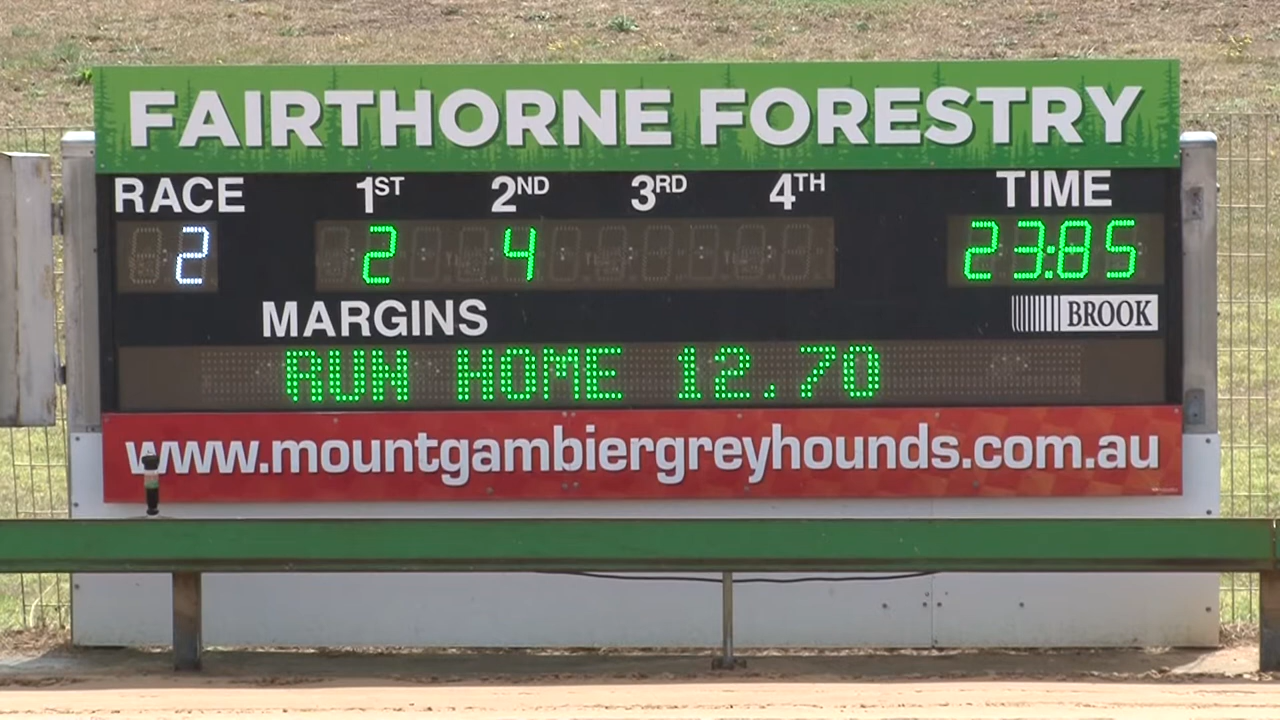 FAIRTHORNE FORESTRY
RACE 1ST 2ND 3RD 4TH TIME
2 2 4 23:85
MARGINS BROOK
RUN HOME 12.70
www.mountgambiergreyhounds.com.au